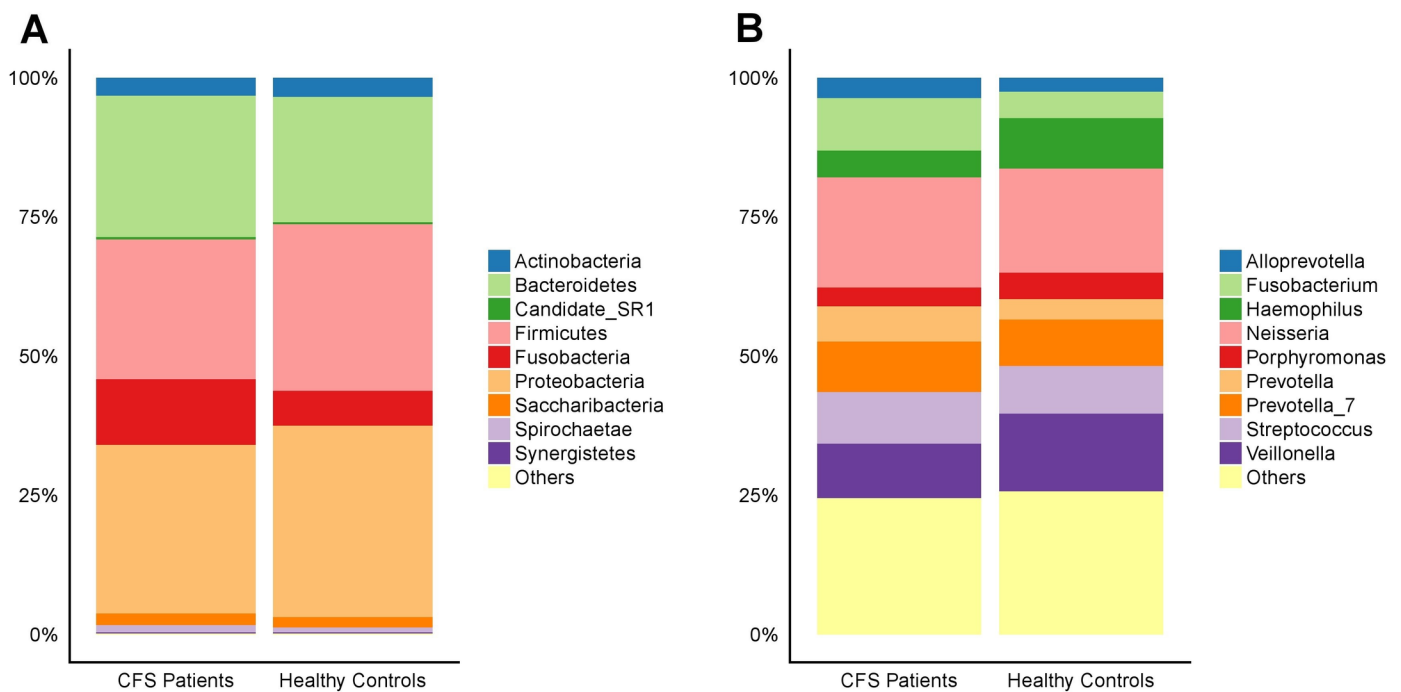 A
100%
75%
50%
25%
0%
CFS Patients
Healthy Controls
Actinobacteria
Bacteroidetes
Candidate_SR1
Firmicutes
Fusobacteria
Proteobacteria
Saccharibacteria
Spirochaetae
Synergistetes
Others
B
100%
75%
50%
25%
0%
CFS Patients
Healthy Controls
Alloprevotella
Fusobacterium
Haemophilus
Neisseria
Porphyromonas
Prevotella
Prevotella_7
Streptococcus
Veillonella
Others